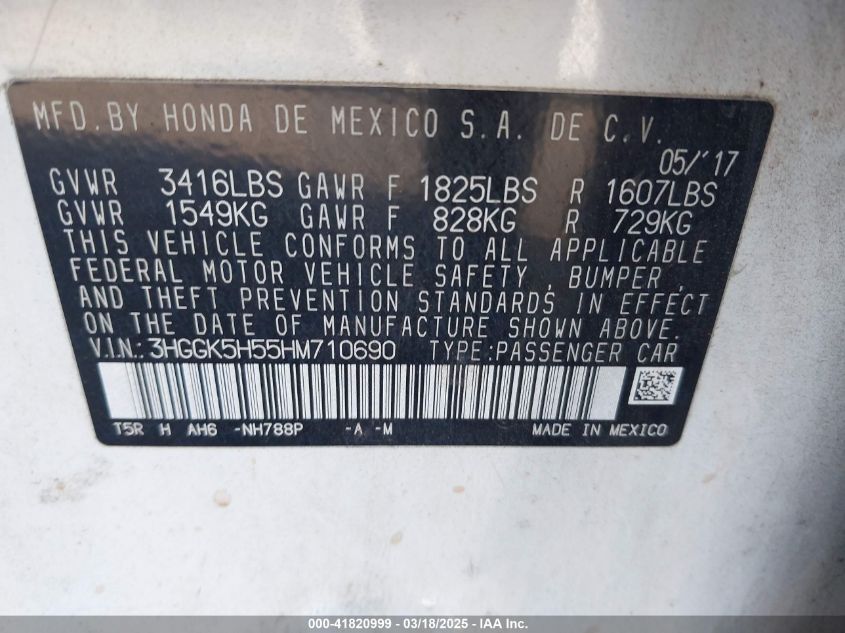 MFD. BY HONDA DE MEXICO S.A. DE C.V.
05/'17
GVWR 3416LBS GAWR F 1825LBS R 1607LBS
GVWR 1549KG GAWR F 828KG R 729KG
THIS VEHICLE CONFORMS TO ALL APPLICABLE
FEDERAL MOTOR VEHICLE SAFETY, BUMPER,
AND THEFT PREVENTION STANDARDS IN EFFECT
ON THE DATE OF MANUFACTURE SHOWN ABOVE.
V.I.N.: 3HGGK5H55HM710690 TYPE: PASSENGER CAR
T5R H AH6 -NH788P -A -M MADE IN MEXICO
000-41820999 - 03/18/2025 - IAA Inc.